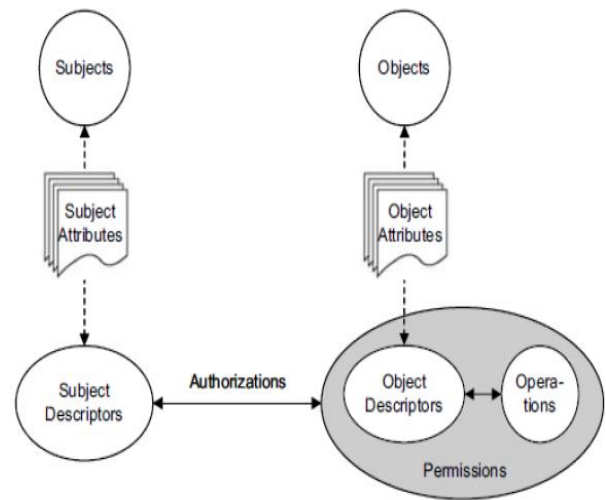 Subjects
Objects
Subject
Attributes
Object
Attributes
Subject
Descriptors
Authorizations
Object
Descriptors
Opera-
tions
Permissions